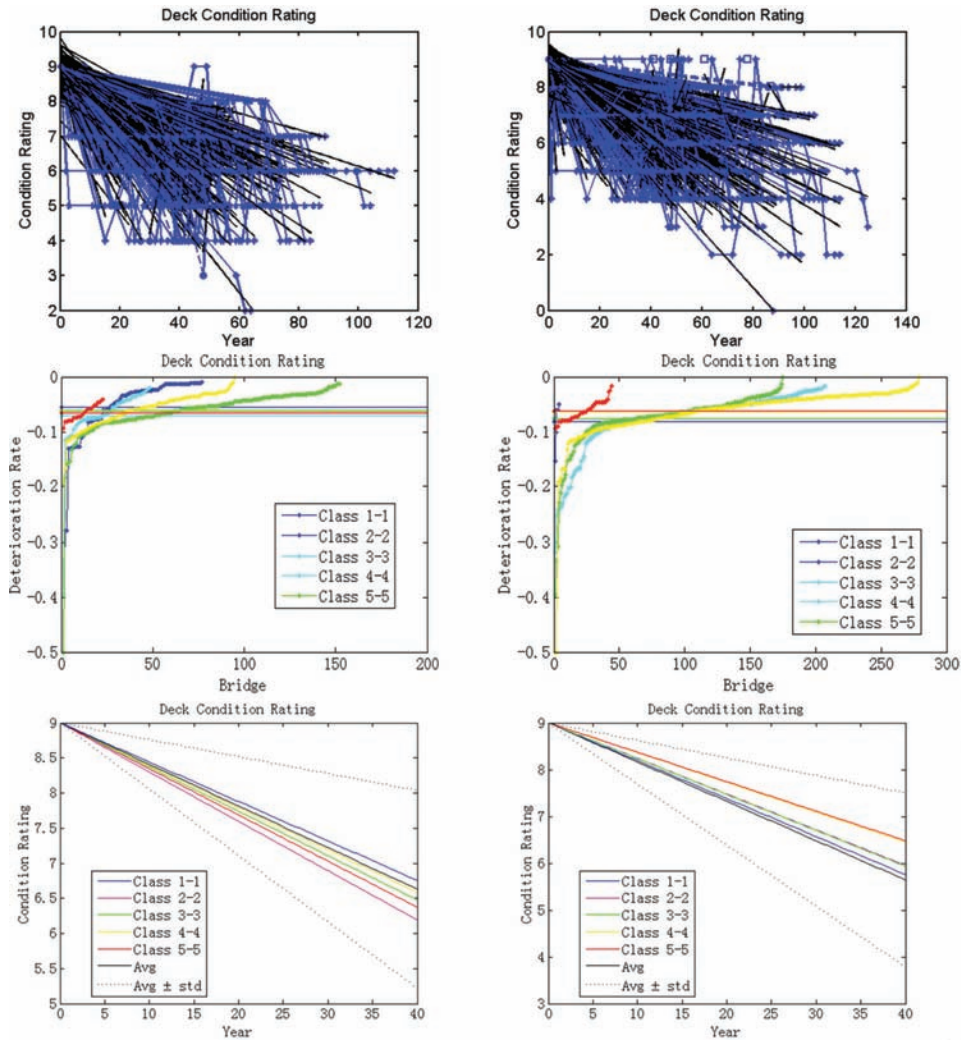 Deck Condition Rating
Condition Rating
10
9
8
7
6
5
4
3
2
0 20 40 60 80 100 120
Year
Deck Condition Rating
Condition Rating
10
8
6
4
2
0
0 20 40 60 80 100 120 140
Year
Deck Condition Rating
Deterioration Rate
0
-0.1
-0.2
-0.3
-0.4
-0.5
Class 1-1
Class 2-2
Class 3-3
Class 4-4
Class 5-5
0 50 100 150 200
Bridge
Deck Condition Rating
Deterioration Rate
0
-0.1
-0.2
-0.3
-0.4
-0.5
Class 1-1
Class 2-2
Class 3-3
Class 4-4
Class 5-5
0 50 100 150 200 250 300
Bridge
Deck Condition Rating
Condition Rating
9
8.5
8
7.5
7
6.5
6
5.5
5
Class 1-1
Class 2-2
Class 3-3
Class 4-4
Class 5-5
Avg
Avg ± std
0 5 10 15 20 25 30 35 40
Year
Deck Condition Rating
Condition Rating
9
8
7
6
5
4
3
Class 1-1
Class 2-2
Class 3-3
Class 4-4
Class 5-5
Avg
Avg ± std
0 5 10 15 20 25 30 35 40
Year